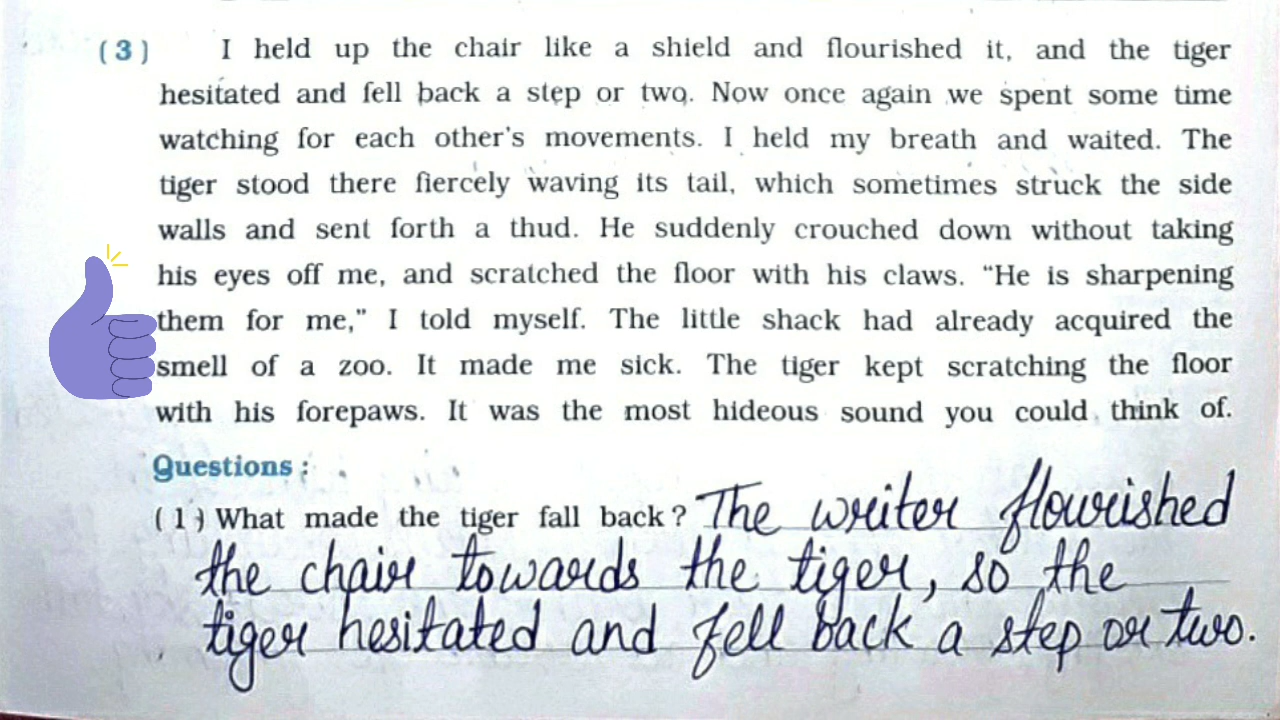 (3) I held up the chair like a shield and flourished it, and the tiger
hesitated and fell back a step or two. Now once again we spent some time
watching for each other's movements. I held my breath and waited. The
tiger stood there fiercely waving its tail, which sometimes struck the side
walls and sent forth a thud. He suddenly crouched down without taking
his eyes off me, and scratched the floor with his claws. “He is sharpening
them for me,” I told myself. The little shack had already acquired the
smell of a zoo. It made me sick. The tiger kept scratching the floor
with his forepaws. It was the most hideous sound you could think of.
Questions :
(1) What made the tiger fall back? The writer flourished
the chair towards the tiger, so the
tiger hesitated and fell back a step or two.